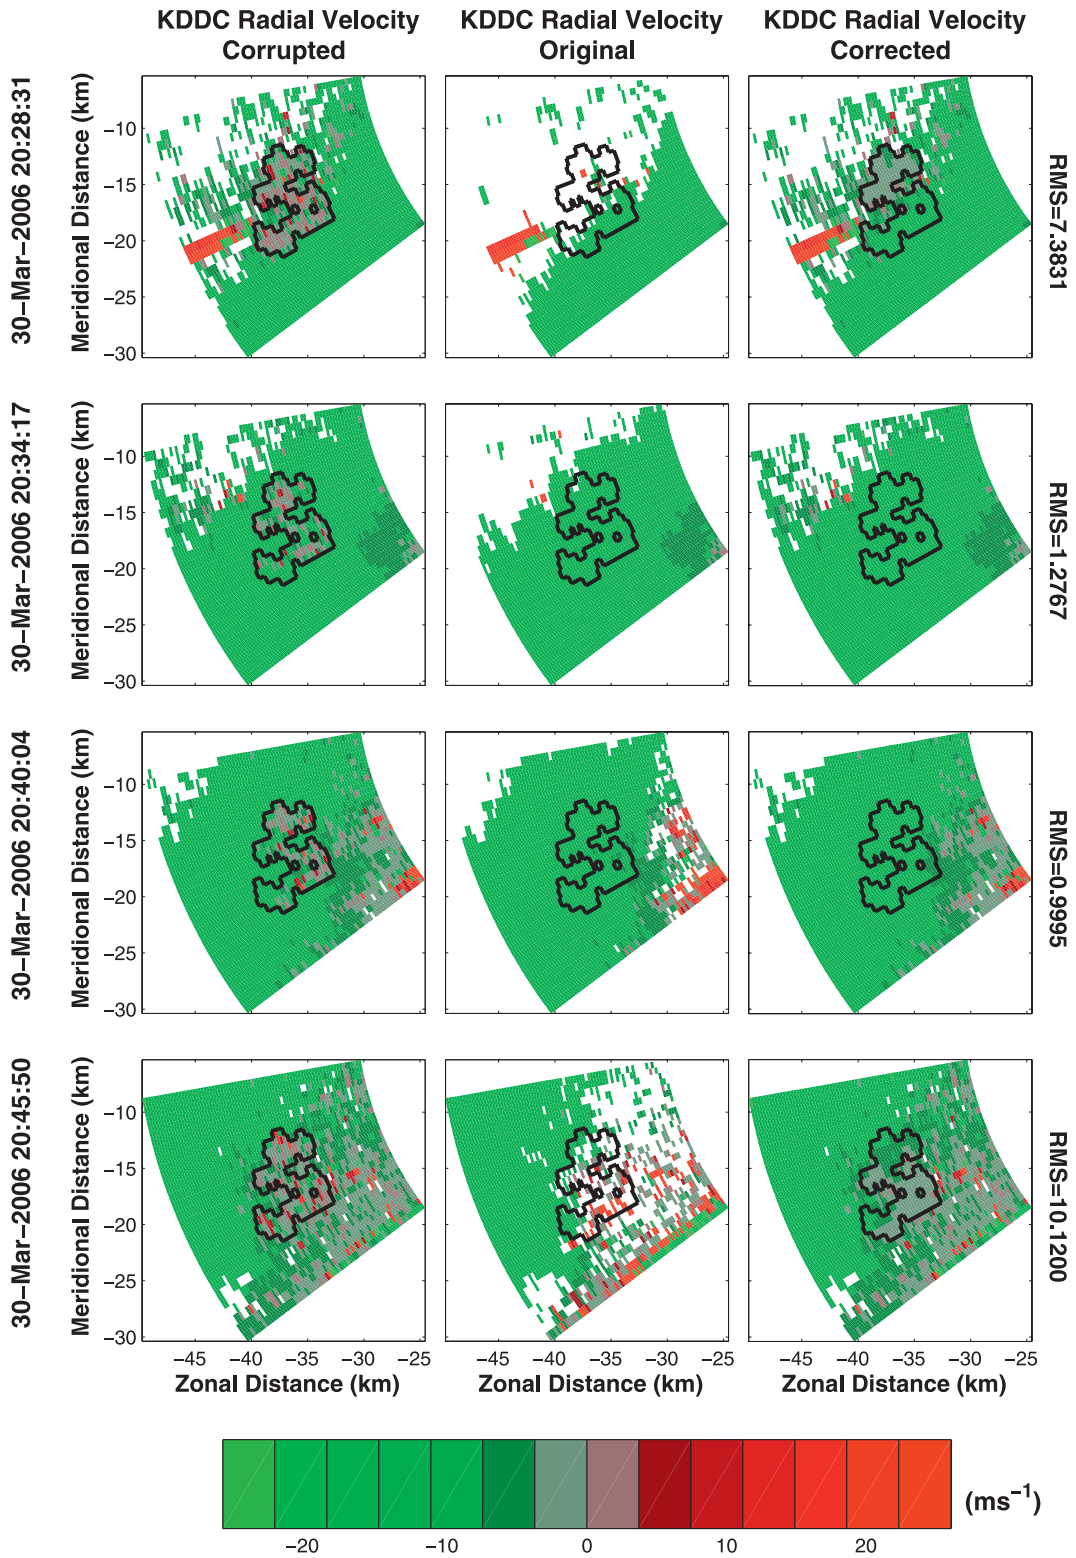 KDDC Radial Velocity
Corrupted
KDDC Radial Velocity
Original
KDDC Radial Velocity
Corrected
30−Mar−2006 20:28:31
Meridional Distance (km)
−10
−15
−20
−25
−30
RMS=7.3831
30−Mar−2006 20:34:17
Meridional Distance (km)
−10
−15
−20
−25
−30
RMS=1.2767
30−Mar−2006 20:40:04
Meridional Distance (km)
−10
−15
−20
−25
−30
RMS=0.9995
30−Mar−2006 20:45:50
Meridional Distance (km)
−10
−15
−20
−25
−30
RMS=10.1200
−45 −40 −35 −30 −25
−45 −40 −35 −30 −25
−45 −40 −35 −30 −25
Zonal Distance (km)
Zonal Distance (km)
Zonal Distance (km)
(ms⁻¹)
−20 −10 0 10 20